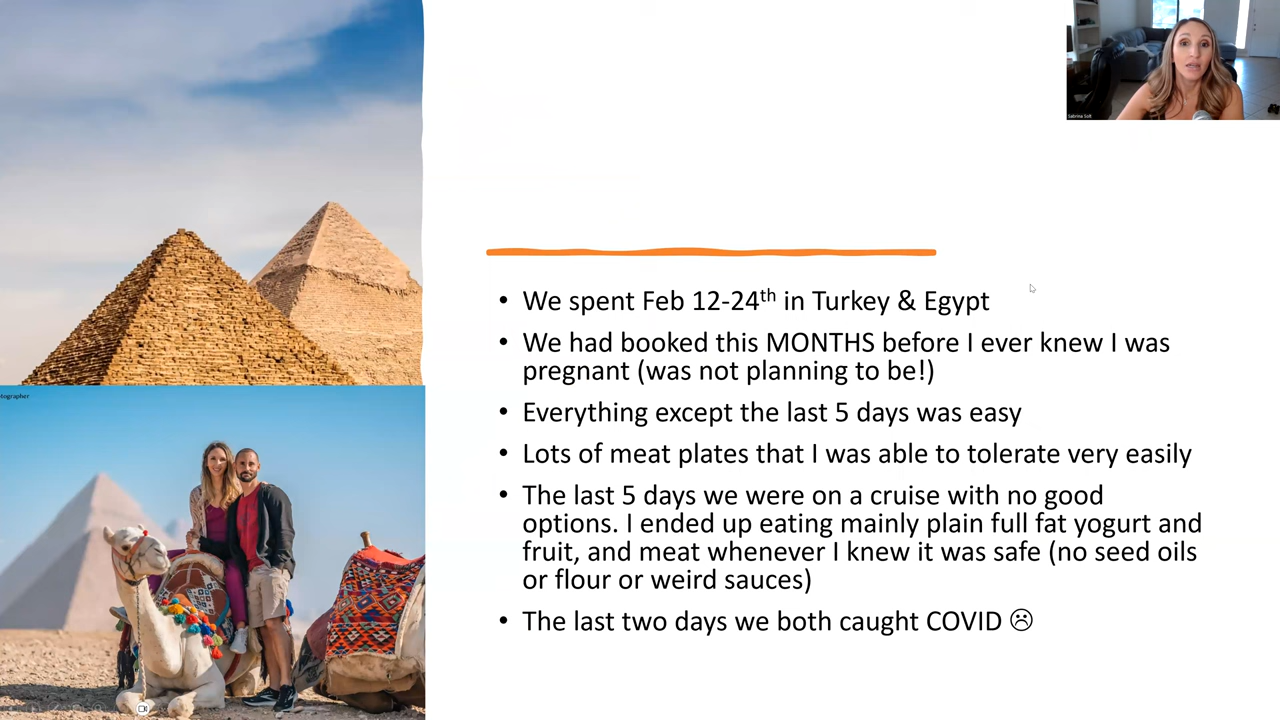 Sabrina Solt
• We spent Feb 12-24th in Turkey & Egypt
• We had booked this MONTHS before I ever knew I was
pregnant (was not planning to be!)
• Everything except the last 5 days was easy
• Lots of meat plates that I was able to tolerate very easily
• The last 5 days we were on a cruise with no good
options. I ended up eating mainly plain full fat yogurt and
fruit, and meat whenever I knew it was safe (no seed oils
or flour or weird sauces)
• The last two days we both caught COVID ☹
tographer